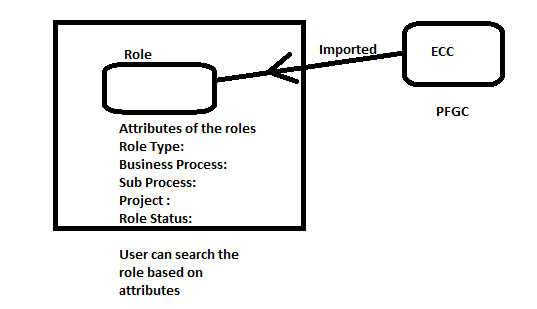 Role
Imported
ECC
PFGC
Attributes of the roles
Role Type:
Business Process:
Sub Process:
Project :
Role Status:
User can search the
role based on
attributes